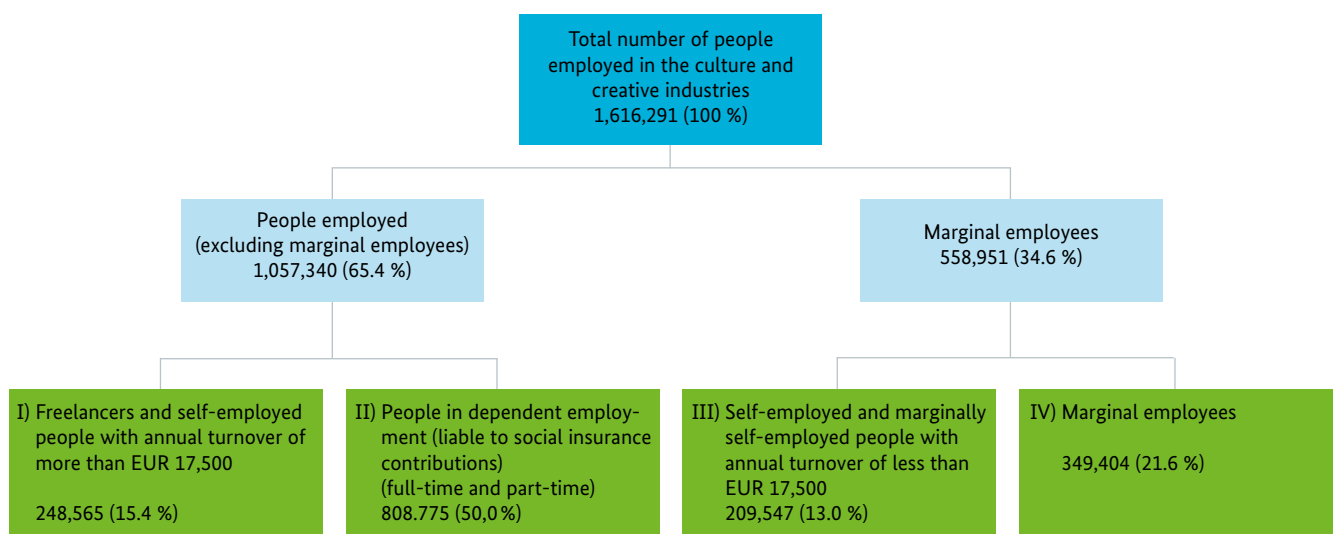 Total number of people
employed in the culture and
creative industries
1,616,291 (100 %)
People employed
(excluding marginal employees)
1,057,340 (65.4 %)
Marginal employees
558,951 (34.6 %)
I) Freelancers and self-employed
people with annual turnover of
more than EUR 17,500
248,565 (15.4 %)
II) People in dependent employ-
ment (liable to social insurance
contributions)
(full-time and part-time)
808.775 (50,0 %)
III) Self-employed and marginally
self-employed people with
annual turnover of less than
EUR 17,500
209,547 (13.0 %)
IV) Marginal employees
349,404 (21.6 %)